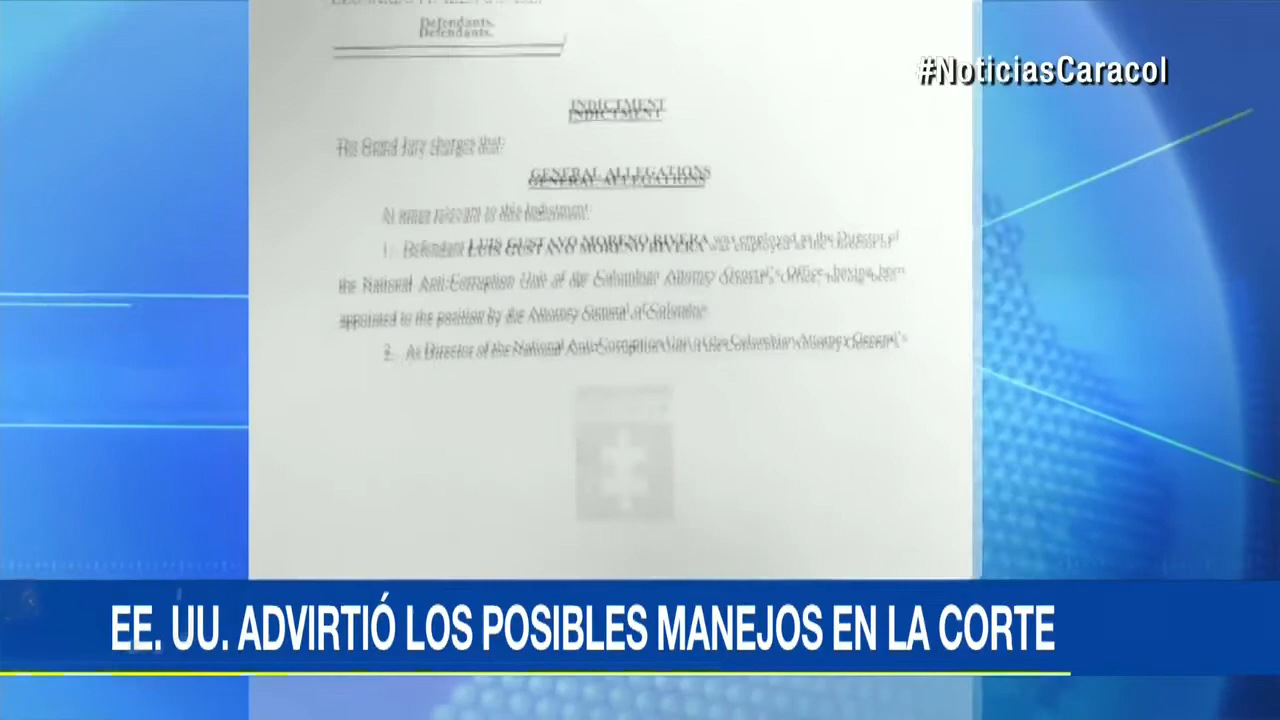 #NoticiasCaracol
Defendants.
INDICTMENT
The Grand Jury charges that:
GENERAL ALLEGATIONS
At times relevant to this Indictment:
1. Defendant LUIS GUSTAVO MORENO RIVERA was employed as the Director of
the National Anti-Corruption Unit of the Colombian Attorney General's Office, having been
appointed to the position by the Attorney General of Colombia.
2. As Director of the National Anti-Corruption Unit of the Colombian Attorney General's
EE. UU. ADVIRTIÓ LOS POSIBLES MANEJOS EN LA CORTE